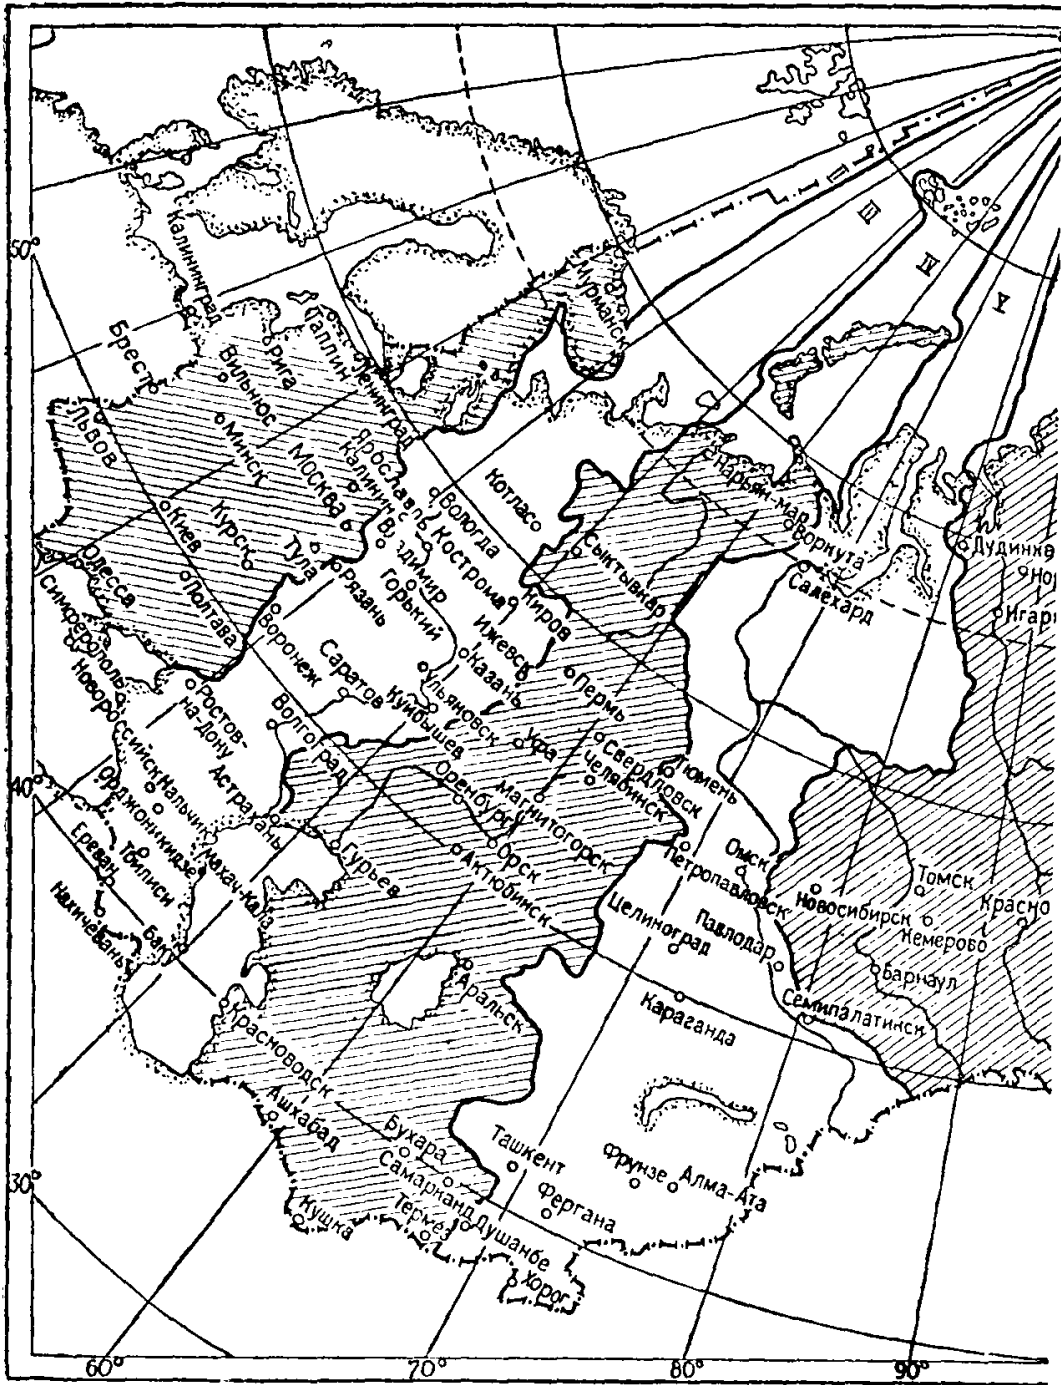 III
IV
V
50°
Калининград
Брест
Львов
Вильнюс
Рига
Таллин
Ленинград
Минск
Москва
Калинин
Ярославль
Вологда
Кострома
Владимир
Горький
Котлас
Сыктывкар
Мурманск
Нарьян-Мар
Воркута
Салехард
Дудинка
Игар
Киев
Курск
Тула
Рязань
Полтава
Одесса
Симферополь
Новороссийск
Воронеж
Саратов
Куйбышев
Ульяновск
Казань
Ижевск
Киров
Пермь
Ростов-
на-Дону
Волгоград
Астрахань
Уфа
Свердловск
Челябинск
Тюмень
Оренбург
Магнитогорск
Орск
Актюбинск
Гурьев
Петропавловск
Омск
Томск
Новосибирск
Кемерово
Красно
Барнаул
Павлодар
Целиноград
Семипалатинск
Караганда
40°
Нальчик
Орджоникидзе
Махач-Кала
Тбилиси
Ереван
Баку
Нахичевань
Аральск
Красноводск
Ашхабад
Бухара
Самарканд
Душанбе
Термез
Кушка
Хорог
Ташкент
Фергана
Фрунзе
Алма-Ата
30°
60°
70°
80°
90°